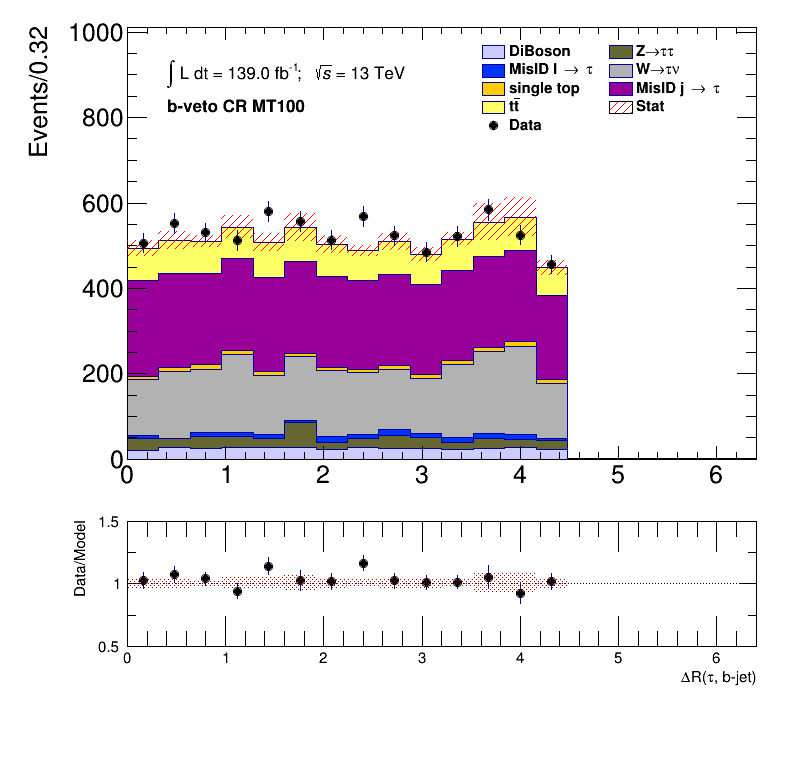 Events/0.32
1000
800
600
400
200
0
∫ L dt = 139.0 fb⁻¹; √s = 13 TeV
b-veto CR MT100
DiBoson
MisID l → τ
single top
tt̄
Data
Z→ττ
W→τν
MisID j → τ
Stat
0 1 2 3 4 5 6
Data/Model
1.5
1
0.5
0 1 2 3 4 5 6
ΔR(τ, b-jet)